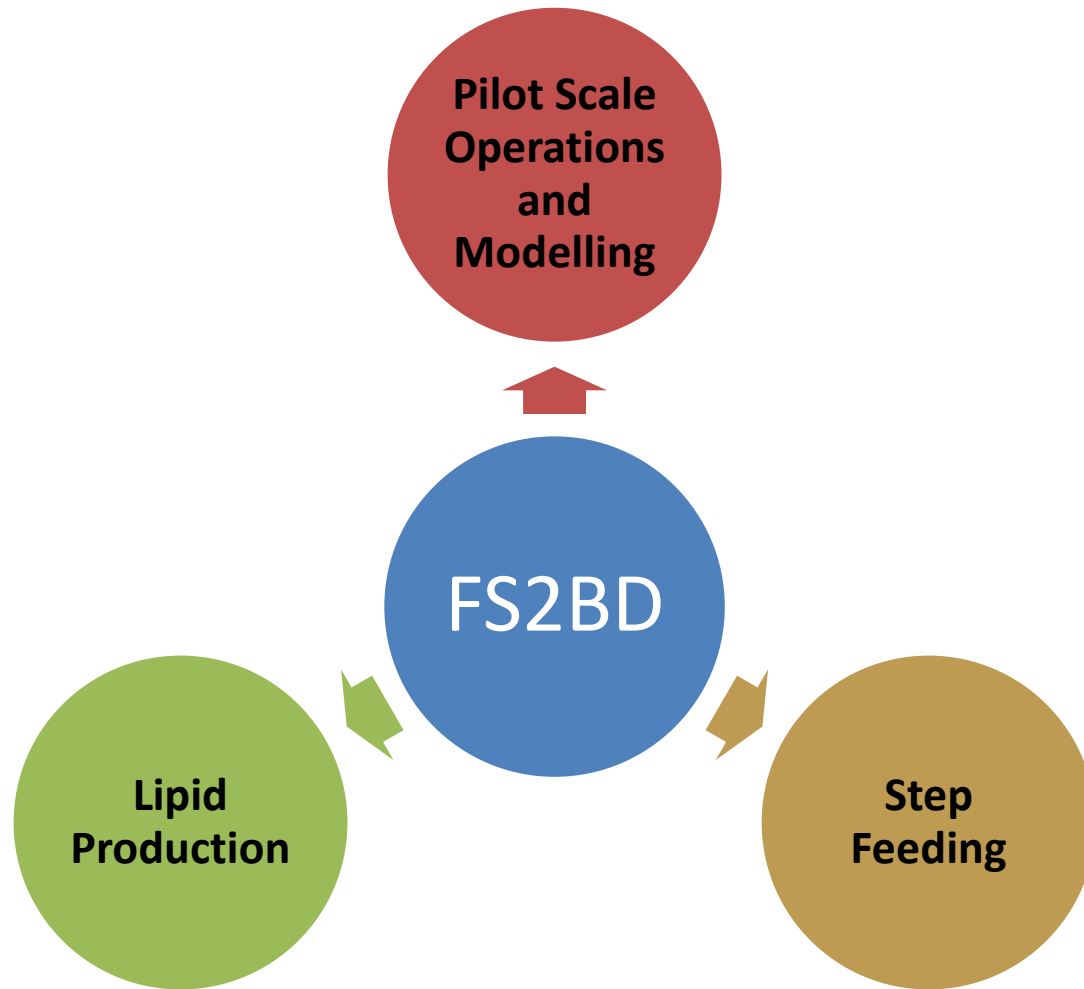 Pilot Scale
Operations
and
Modelling
FS2BD
Lipid
Production
Step
Feeding